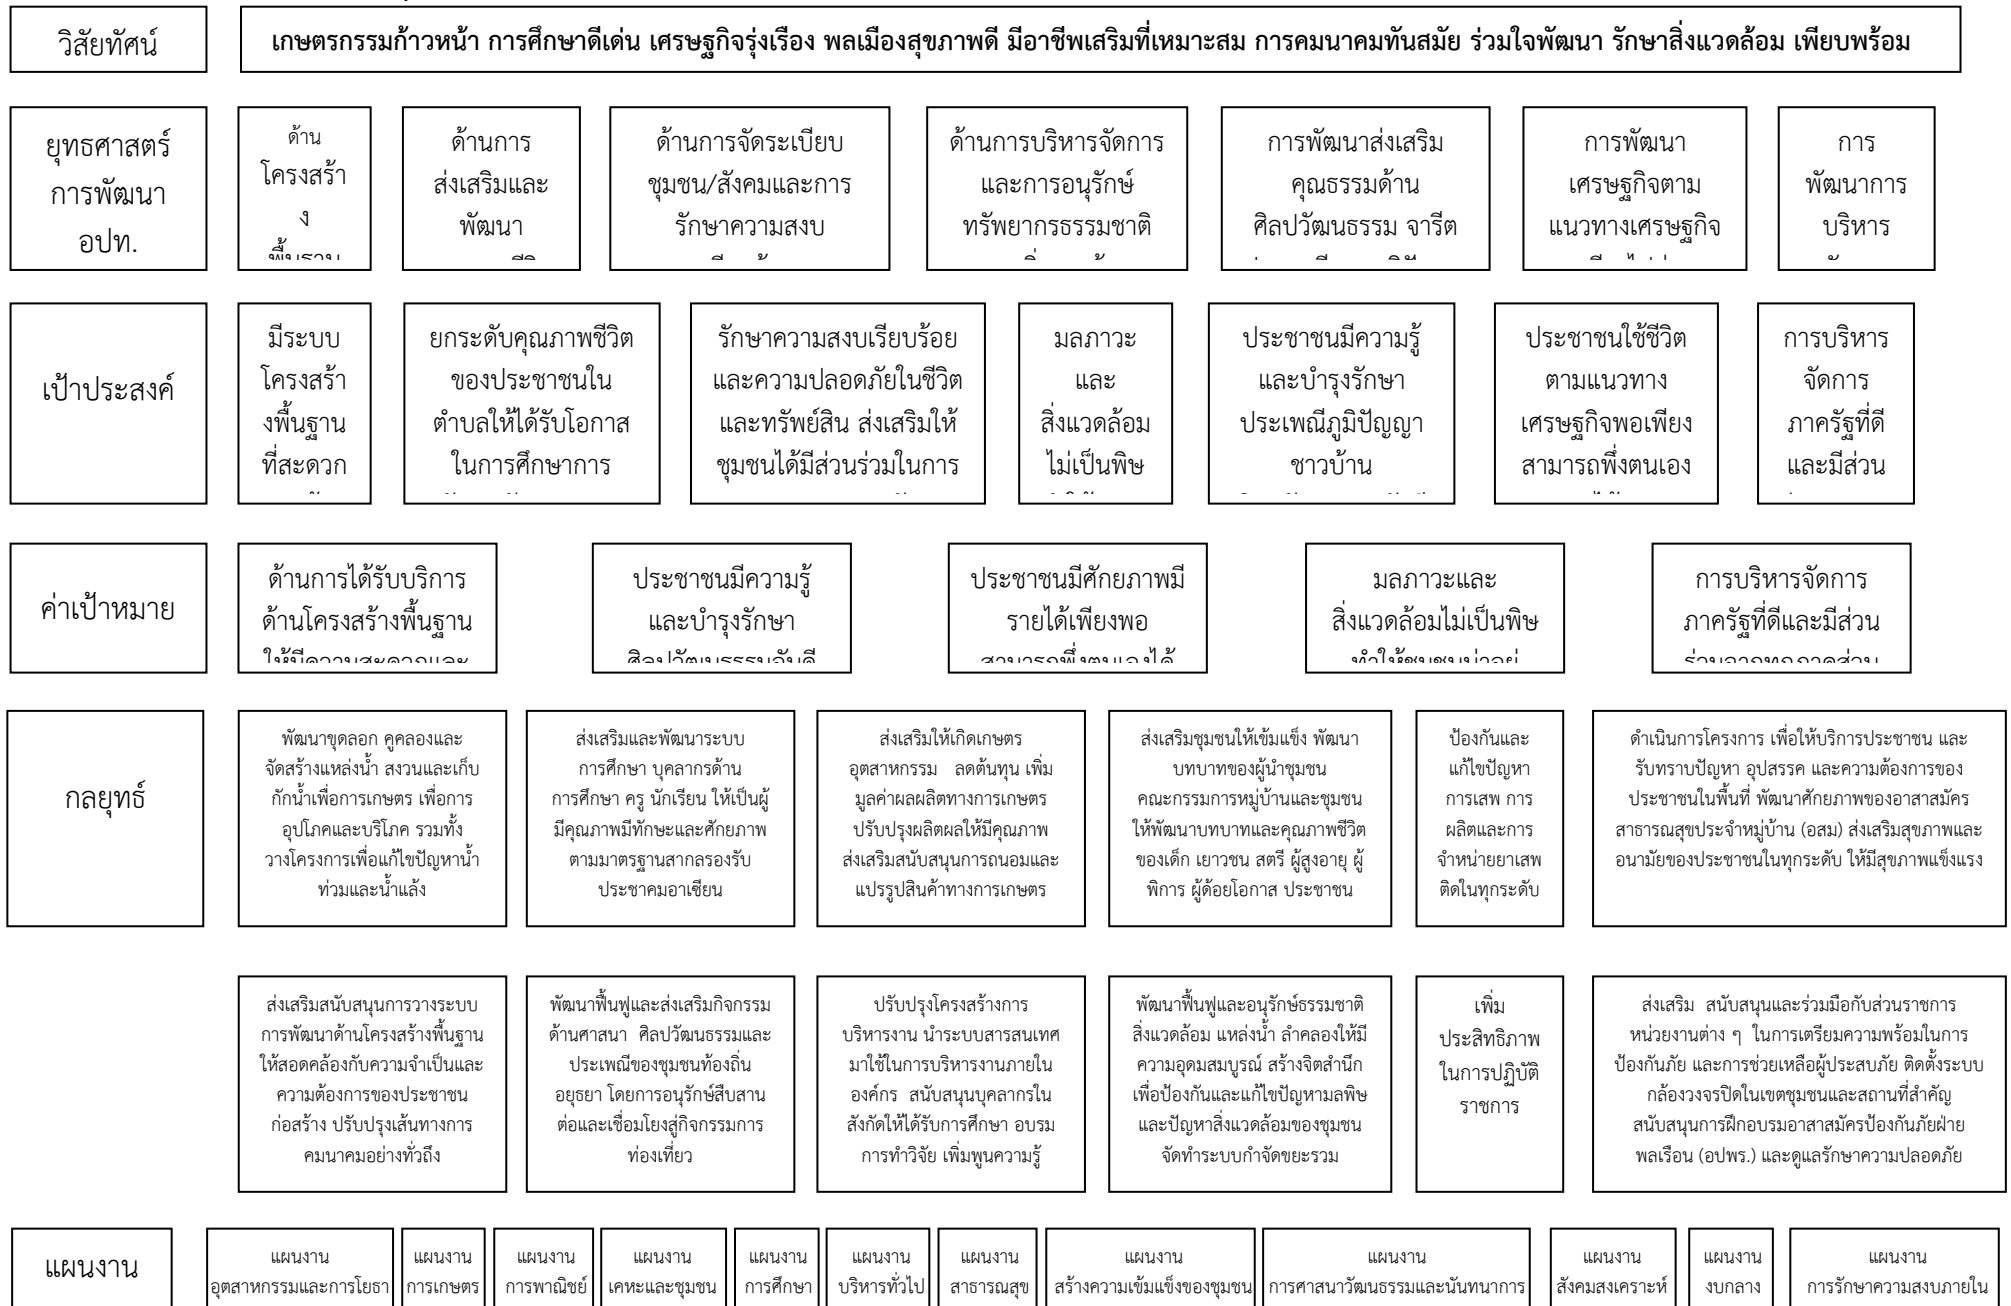 วิสัยทัศน์
เกษตรกรรมก้าวหน้า การศึกษาดีเด่น เศรษฐกิจรุ่งเรือง พลเมืองสุขภาพดี มีอาชีพเสริมที่เหมาะสม การคมนาคมทันสมัย ร่วมใจพัฒนา รักษาสิ่งแวดล้อม เพียบพร้อม
ยุทธศาสตร์
การพัฒนา
อปท.
ด้าน
โครงสร้า
ง
พื้นฐาน
ด้านการ
ส่งเสริมและ
พัฒนา
ด้านการจัดระเบียบ
ชุมชน/สังคมและการ
รักษาความสงบ
ด้านการบริหารจัดการ
และการอนุรักษ์
ทรัพยากรธรรมชาติ
การพัฒนาส่งเสริม
คุณธรรมด้าน
ศิลปวัฒนธรรม จารีต
การพัฒนา
เศรษฐกิจตาม
แนวทางเศรษฐกิจ
การ
พัฒนาการ
บริหาร
เป้าประสงค์
มีระบบ
โครงสร้า
งพื้นฐาน
ที่สะดวก
ยกระดับคุณภาพชีวิต
ของประชาชนใน
ตำบลให้ได้รับโอกาส
ในการศึกษาการ
รักษาความสงบเรียบร้อย
และความปลอดภัยในชีวิต
และทรัพย์สิน ส่งเสริมให้
ชุมชนได้มีส่วนร่วมในการ
มลภาวะ
และ
สิ่งแวดล้อม
ไม่เป็นพิษ
ประชาชนมีความรู้
และบำรุงรักษา
ประเพณีภูมิปัญญา
ชาวบ้าน
ประชาชนใช้ชีวิต
ตามแนวทาง
เศรษฐกิจพอเพียง
สามารถพึ่งตนเอง
การบริหาร
จัดการ
ภาครัฐที่ดี
และมีส่วน
ค่าเป้าหมาย
ด้านการได้รับบริการ
ด้านโครงสร้างพื้นฐาน
ให้มีความสะดวกและ
ประชาชนมีความรู้
และบำรุงรักษา
ศิลปวัฒนธรรมอันดี
ประชาชนมีศักยภาพมี
รายได้เพียงพอ
สามารถพึ่งตนเองได้
มลภาวะและ
สิ่งแวดล้อมไม่เป็นพิษ
ทำให้ชุมชนน่าอยู่
การบริหารจัดการ
ภาครัฐที่ดีและมีส่วน
ร่วมจากทุกภาคส่วน
กลยุทธ์
พัฒนาขุดลอก คูคลองและ
จัดสร้างแหล่งน้ำ สงวนและเก็บ
กักน้ำเพื่อการเกษตร เพื่อการ
อุปโภคและบริโภค รวมทั้ง
วางโครงการเพื่อแก้ไขปัญหาน้ำ
ท่วมและน้ำแล้ง
ส่งเสริมและพัฒนาระบบ
การศึกษา บุคลากรด้าน
การศึกษา ครู นักเรียน ให้เป็นผู้
มีคุณภาพมีทักษะและศักยภาพ
ตามมาตรฐานสากลรองรับ
ประชาคมอาเซียน
ส่งเสริมให้เกิดเกษตร
อุตสาหกรรม ลดต้นทุน เพิ่ม
มูลค่าผลผลิตทางการเกษตร
ปรับปรุงผลิตผลให้มีคุณภาพ
ส่งเสริมสนับสนุนการถนอมและ
แปรรูปสินค้าทางการเกษตร
ส่งเสริมชุมชนให้เข้มแข็ง พัฒนา
บทบาทของผู้นำชุมชน
คณะกรรมการหมู่บ้านและชุมชน
ให้พัฒนาบทบาทและคุณภาพชีวิต
ของเด็ก เยาวชน สตรี ผู้สูงอายุ ผู้
พิการ ผู้ด้อยโอกาส ประชาชน
ป้องกันและ
แก้ไขปัญหา
การเสพ การ
ผลิตและการ
จำหน่ายยาเสพ
ติดในทุกระดับ
ดำเนินการโครงการ เพื่อให้บริการประชาชน และ
รับทราบปัญหา อุปสรรค และความต้องการของ
ประชาชนในพื้นที่ พัฒนาศักยภาพของอาสาสมัคร
สาธารณสุขประจำหมู่บ้าน (อสม) ส่งเสริมสุขภาพและ
อนามัยของประชาชนในทุกระดับ ให้มีสุขภาพแข็งแรง
ส่งเสริมสนับสนุนการวางระบบ
การพัฒนาด้านโครงสร้างพื้นฐาน
ให้สอดคล้องกับความจำเป็นและ
ความต้องการของประชาชน
ก่อสร้าง ปรับปรุงเส้นทางการ
คมนาคมอย่างทั่วถึง
พัฒนาฟื้นฟูและส่งเสริมกิจกรรม
ด้านศาสนา ศิลปวัฒนธรรมและ
ประเพณีของชุมชนท้องถิ่น
อยุธยา โดยการอนุรักษ์สืบสาน
ต่อและเชื่อมโยงสู่กิจกรรมการ
ท่องเที่ยว
ปรับปรุงโครงสร้างการ
บริหารงาน นำระบบสารสนเทศ
มาใช้ในการบริหารงานภายใน
องค์กร สนับสนุนบุคลากรใน
สังกัดให้ได้รับการศึกษา อบรม
การทำวิจัย เพิ่มพูนความรู้
พัฒนาฟื้นฟูและอนุรักษ์ธรรมชาติ
สิ่งแวดล้อม แหล่งน้ำ ลำคลองให้มี
ความอุดมสมบูรณ์ สร้างจิตสำนึก
เพื่อป้องกันและแก้ไขปัญหามลพิษ
และปัญหาสิ่งแวดล้อมของชุมชน
จัดทำระบบกำจัดขยะรวม
เพิ่ม
ประสิทธิภาพ
ในการปฏิบัติ
ราชการ
ส่งเสริม สนับสนุนและร่วมมือกับส่วนราชการ
หน่วยงานต่าง ๆ ในการเตรียมความพร้อมในการ
ป้องกันภัย และการช่วยเหลือผู้ประสบภัย ติดตั้งระบบ
กล้องวงจรปิดในเขตชุมชนและสถานที่สำคัญ
สนับสนุนการฝึกอบรมอาสาสมัครป้องกันภัยฝ่าย
พลเรือน (อปพร.) และดูแลรักษาความปลอดภัย
แผนงาน
แผนงาน
อุตสาหกรรมและการโยธา
แผนงาน
การเกษตร
แผนงาน
การพาณิชย์
แผนงาน
เคหะและชุมชน
แผนงาน
การศึกษา
แผนงาน
บริหารทั่วไป
แผนงาน
สาธารณสุข
แผนงาน
สร้างความเข้มแข็งของชุมชน
แผนงาน
การศาสนาวัฒนธรรมและนันทนาการ
แผนงาน
สังคมสงเคราะห์
แผนงาน
งบกลาง
แผนงาน
การรักษาความสงบภายใน